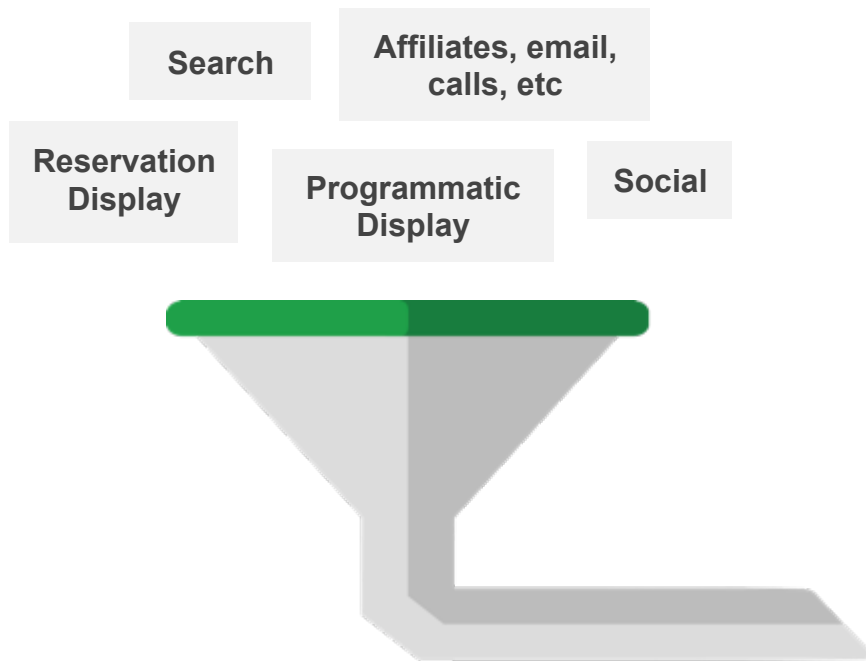 Search
Affiliates, email,
calls, etc
Reservation
Display
Programmatic
Display
Social